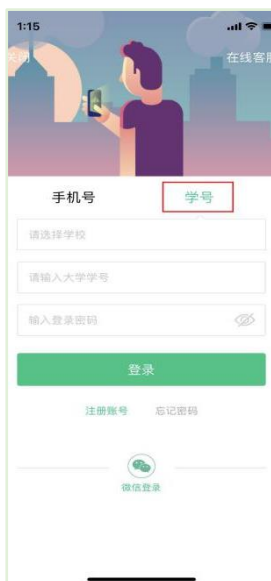 1:15
关闭
在线客服
手机号 学号
请选择学校
请输入大学学号
输入登录密码
登录
注册账号 忘记密码
微信登录